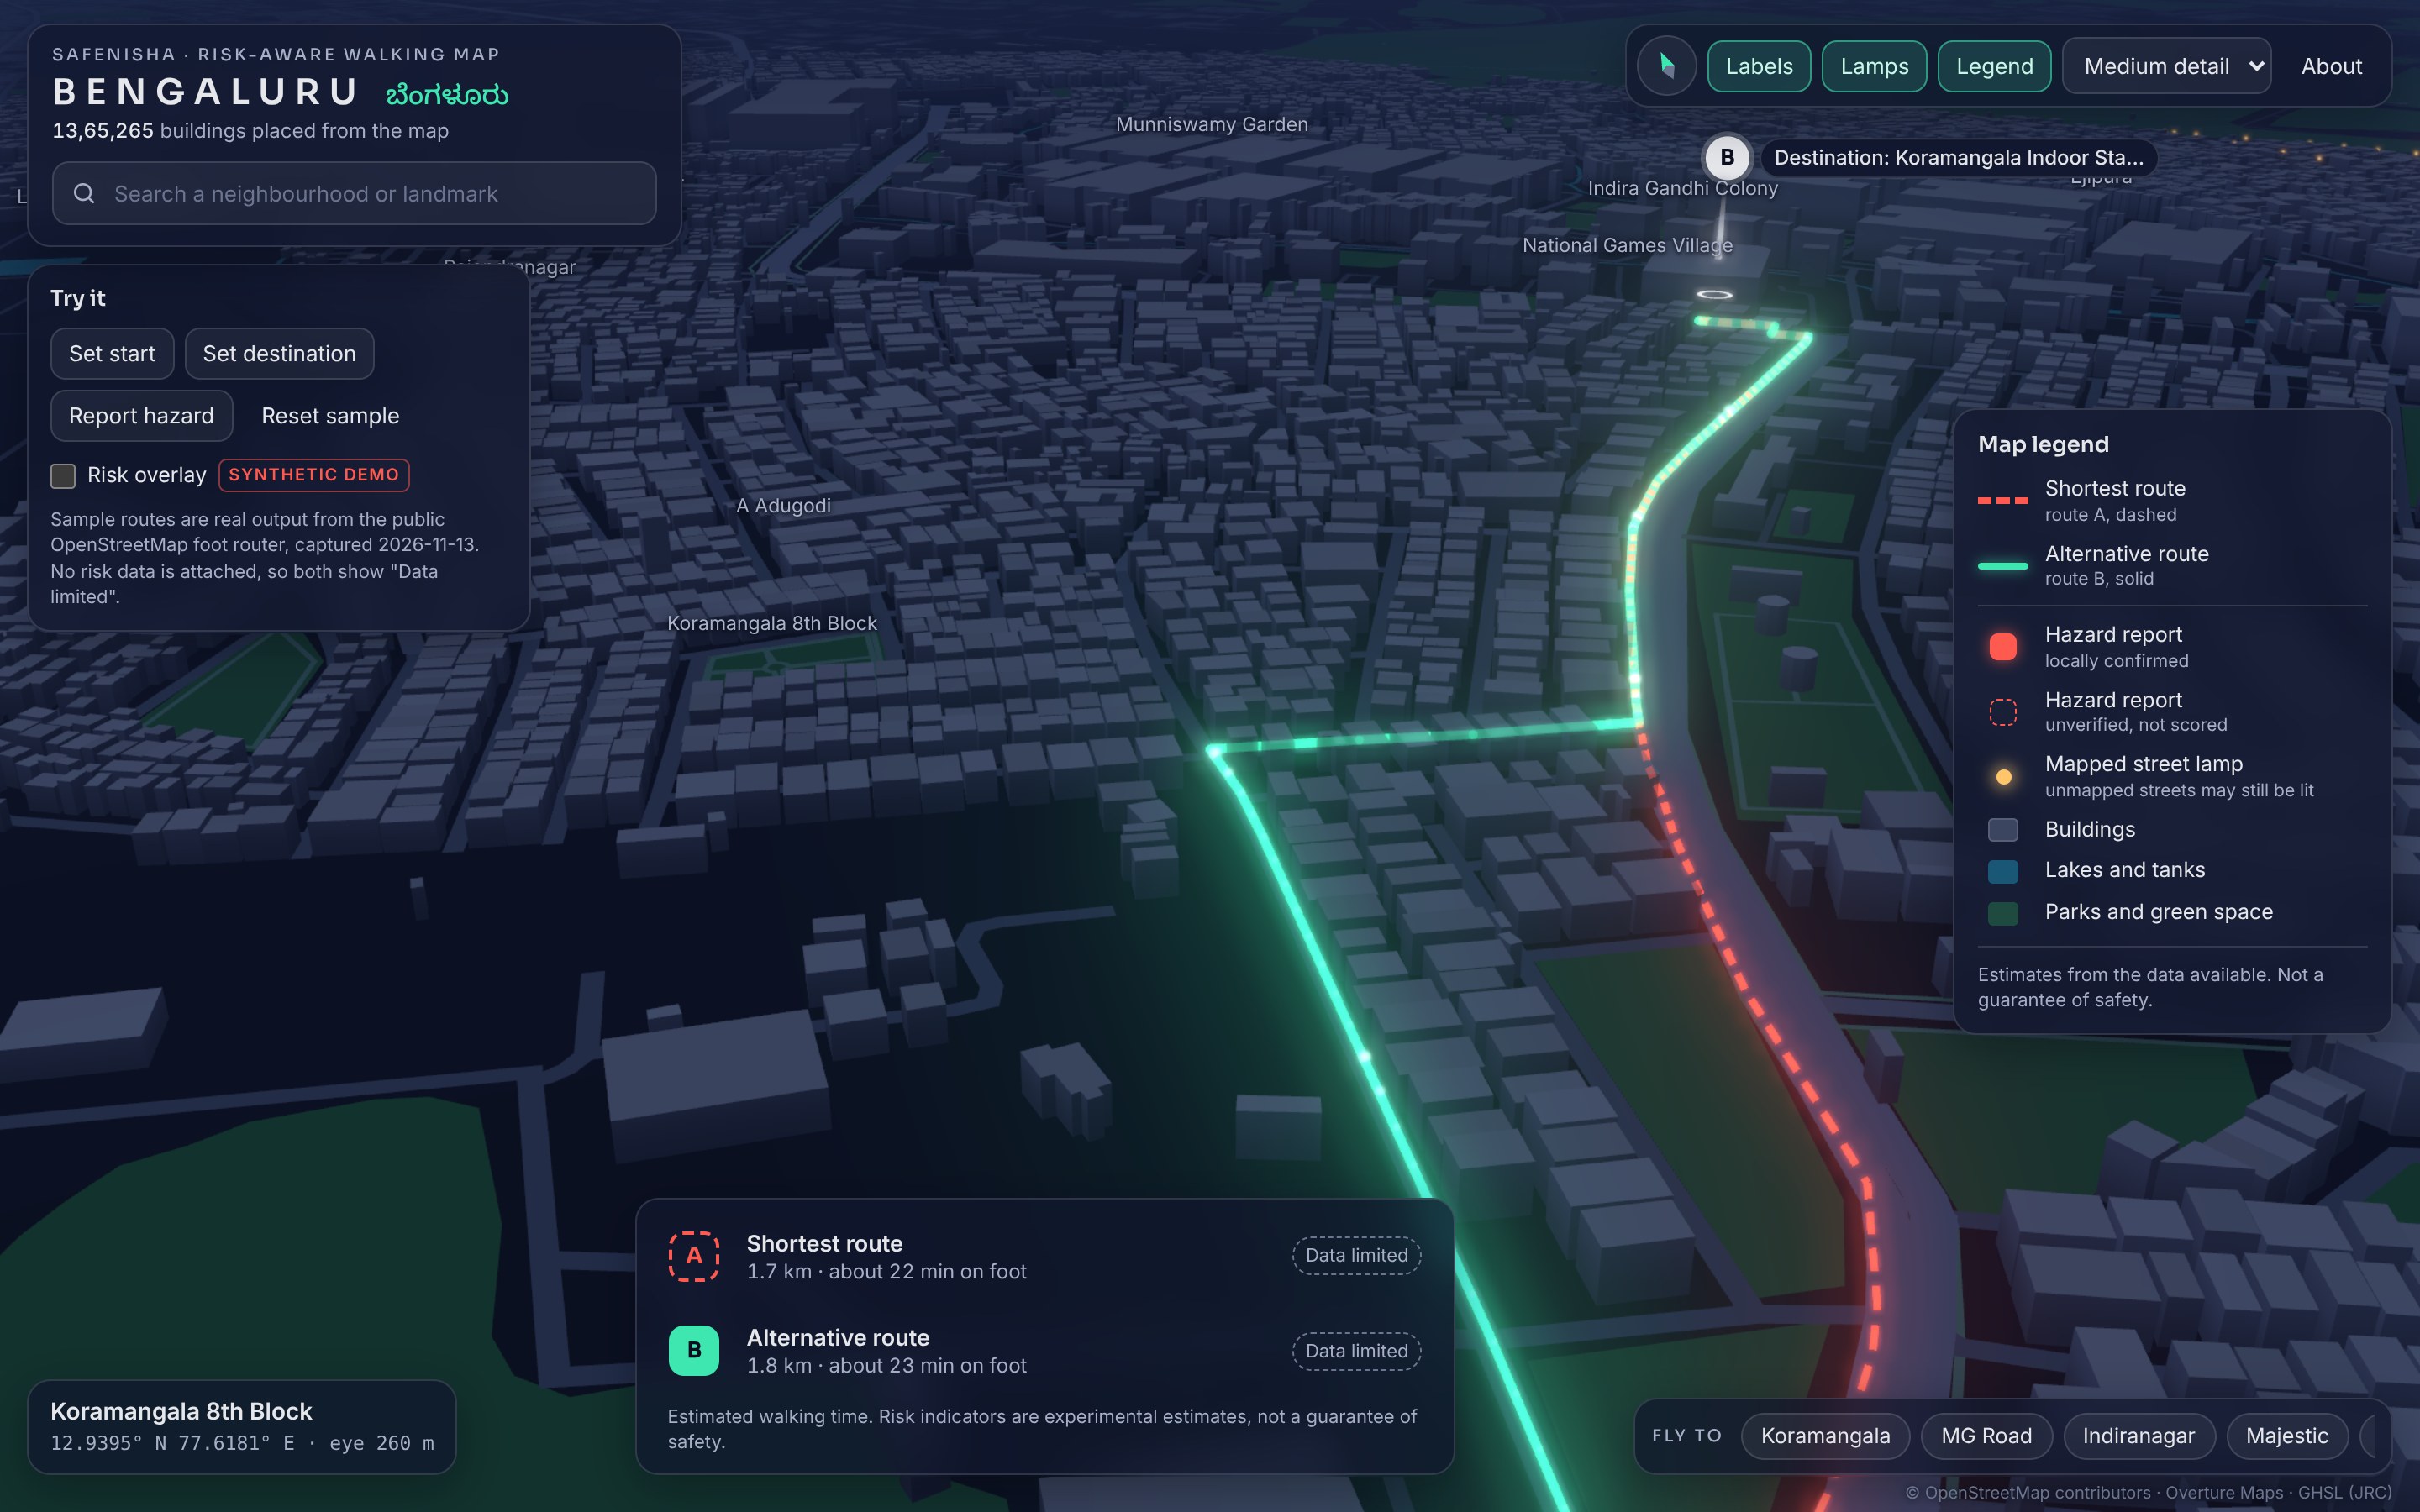 SAFENISHA · RISK-AWARE WALKING MAP
BENGALURU ಬೆಂಗಳೂರು
13,65,265 buildings placed from the map
Search a neighbourhood or landmark
Labels
Lamps
Legend
Medium detail
About
Munniswamy Garden
B
Destination: Koramangala Indoor Sta...
Indira Gandhi Colony
National Games Village
Try it
Set start
Set destination
Report hazard
Reset sample
Risk overlay SYNTHETIC DEMO
Sample routes are real output from the public
OpenStreetMap foot router, captured 2026-11-13.
No risk data is attached, so both show "Data
limited".
A Adugodi
Koramangala 8th Block
Map legend
Shortest route
route A, dashed
Alternative route
route B, solid
Hazard report
locally confirmed
Hazard report
unverified, not scored
Mapped street lamp
unmapped streets may still be lit
Buildings
Lakes and tanks
Parks and green space
Estimates from the data available. Not a
guarantee of safety.
A
Shortest route
1.7 km · about 22 min on foot
Data limited
B
Alternative route
1.8 km · about 23 min on foot
Data limited
Estimated walking time. Risk indicators are experimental estimates, not a guarantee of
safety.
Koramangala 8th Block
12.9395° N 77.6181° E · eye 260 m
FLY TO
Koramangala
MG Road
Indiranagar
Majestic
© OpenStreetMap contributors · Overture Maps · GHSL (JRC)